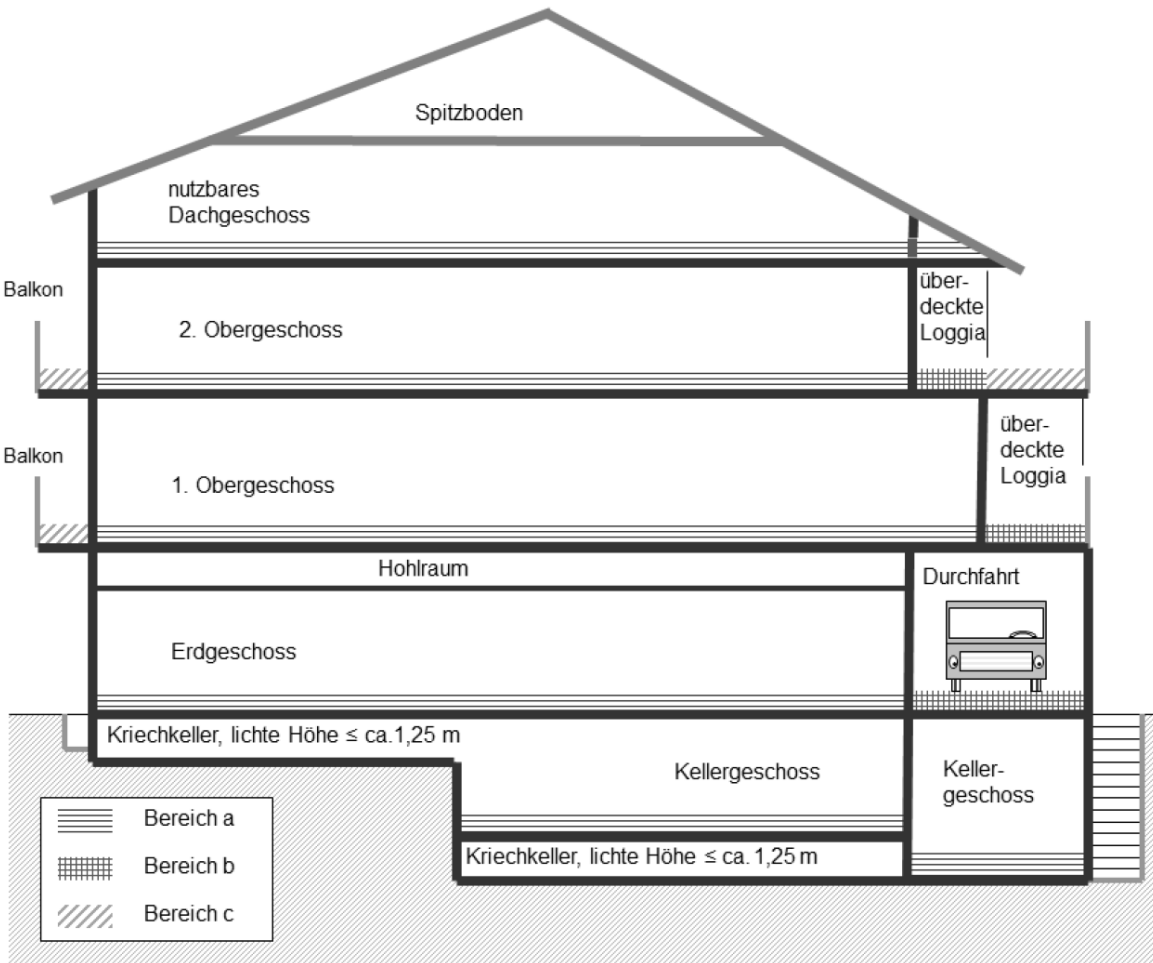 Spitzboden
nutzbares
Dachgeschoss
Balkon
2. Obergeschoss
über-
deckte
Loggia
Balkon
1. Obergeschoss
über-
deckte
Loggia
Hohlraum
Durchfahrt
Erdgeschoss
Kriechkeller, lichte Höhe ≤ ca.1,25 m
Kellergeschoss
Keller-
geschoss
Kriechkeller, lichte Höhe ≤ ca. 1,25 m
Bereich a
Bereich b
Bereich c